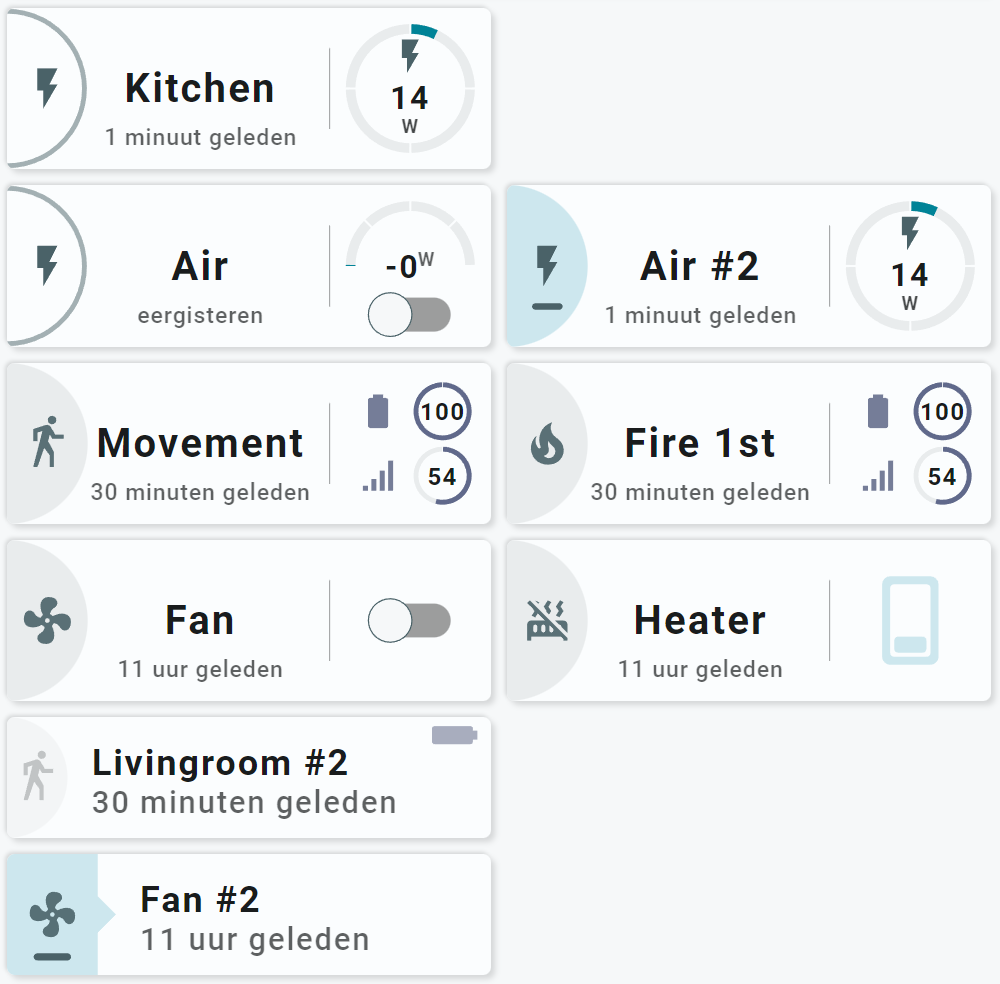 Kitchen
1 minuut geleden
14
W
Air
eergisteren
-0W
Air #2
1 minuut geleden
14
W
Movement
30 minuten geleden
100
54
Fire 1st
30 minuten geleden
100
54
Fan
11 uur geleden
Heater
11 uur geleden
Livingroom #2
30 minuten geleden
Fan #2
11 uur geleden